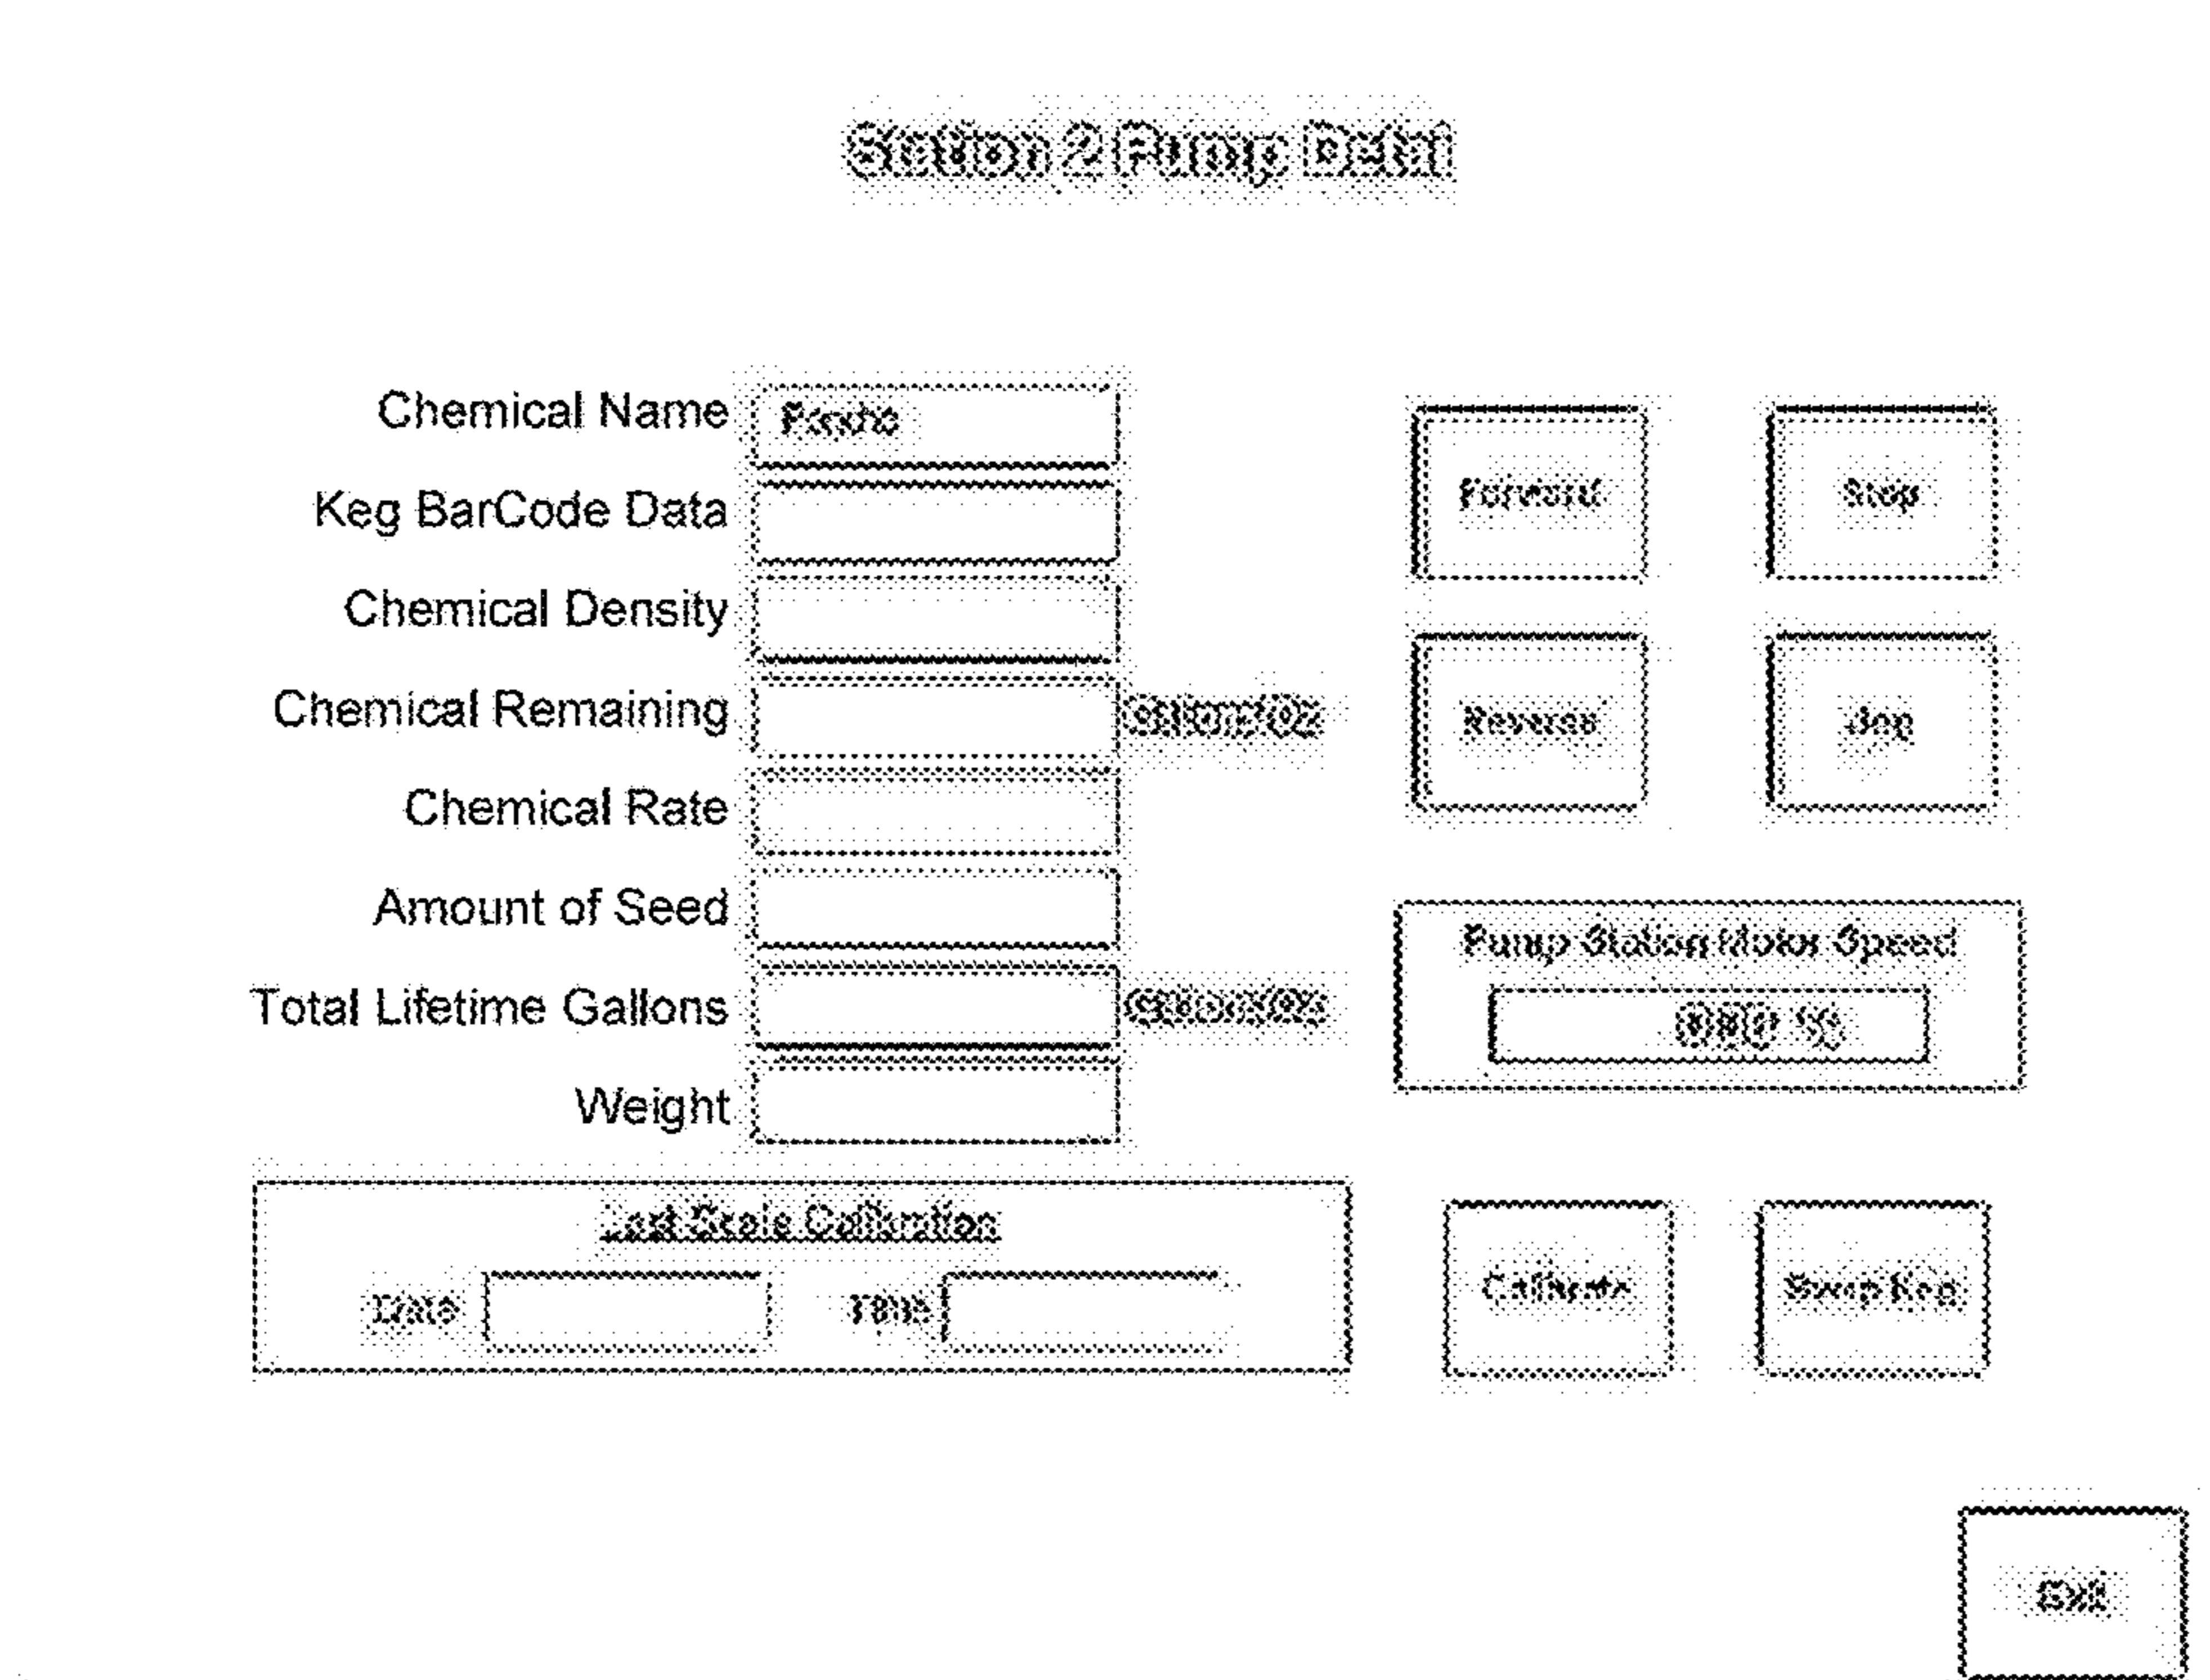 Station 2 Pump Detail
Chemical Name
Keg BarCode Data
Chemical Density
Chemical Remaining
Chemical Rate
Amount of Seed
Total Lifetime Gallons
Weight
Forward
Stop
Reverse
Jog
Pump Station Motor Speed
Last Scale Calibration
Date
Time
Calibrate
Swap Keg
Exit